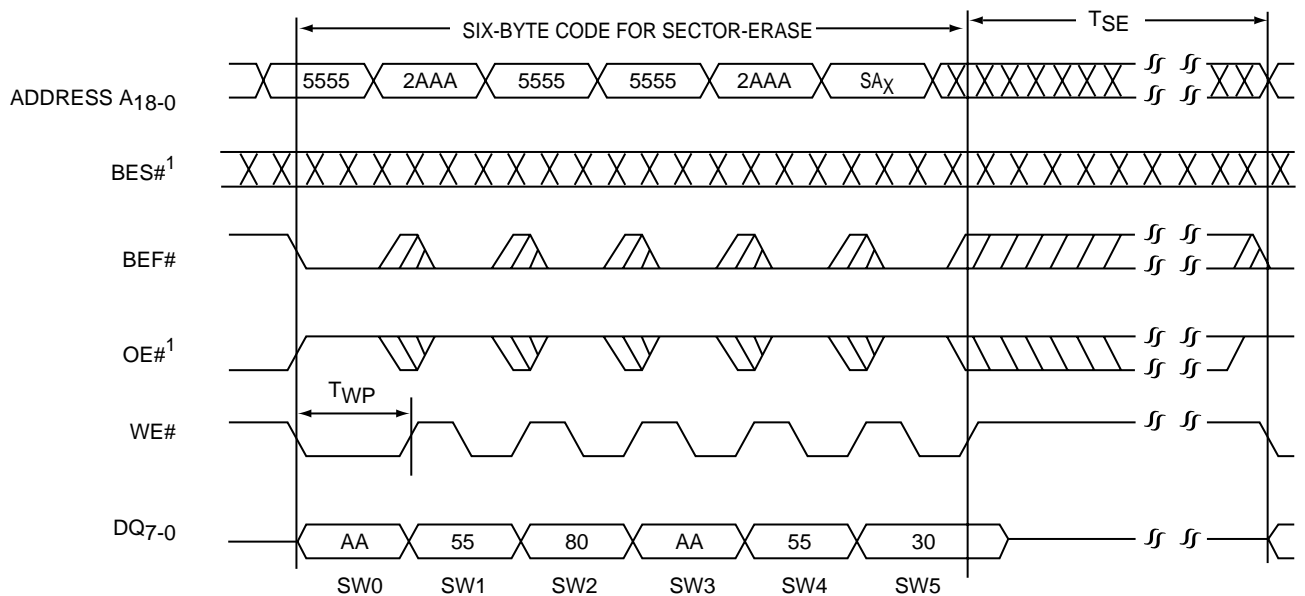 SIX-BYTE CODE FOR SECTOR-ERASE TSE
ADDRESS A18-0 5555 2AAA 5555 5555 2AAA SAX
BES#1
BEF#
OE#1
TWP
WE#
DQ7-0 AA 55 80 AA 55 30
SW0 SW1 SW2 SW3 SW4 SW5